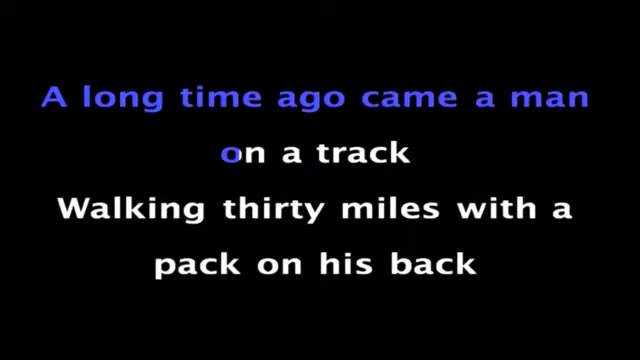 A long time ago came a man
on a track
Walking thirty miles with a
pack on his back